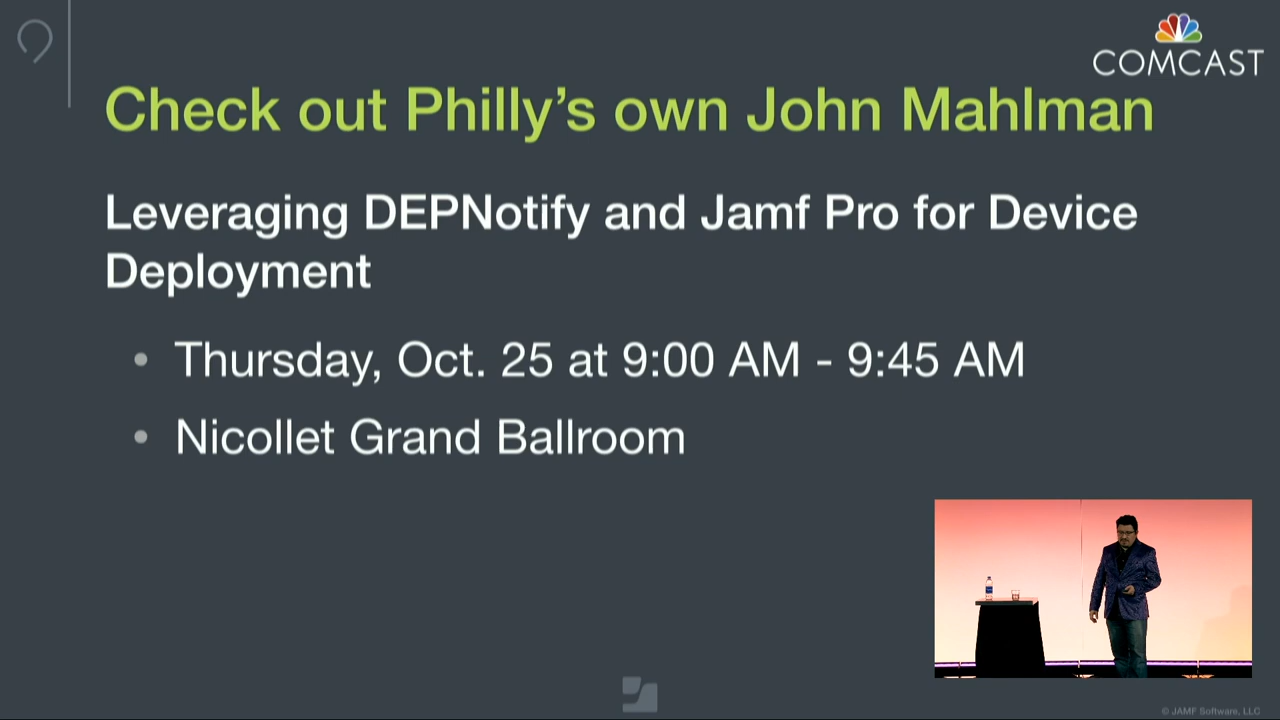 COMCAST
Check out Philly’s own John Mahlman
Leveraging DEPNotify and Jamf Pro for Device
Deployment
• Thursday, Oct. 25 at 9:00 AM - 9:45 AM
• Nicollet Grand Ballroom
© JAMF Software, LLC